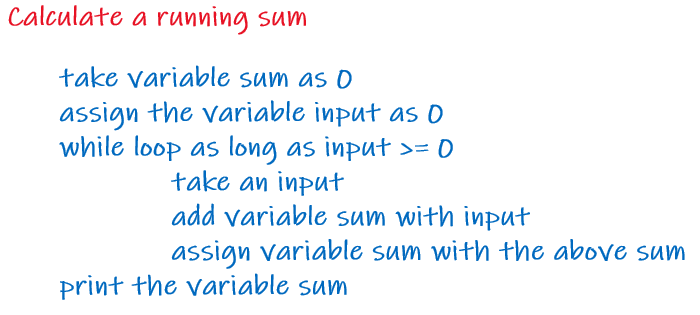 Calculate a running sum
take variable sum as 0
assign the variable input as 0
while loop as long as input >= 0
take an input
add variable sum with input
assign variable sum with the above sum
print the variable sum